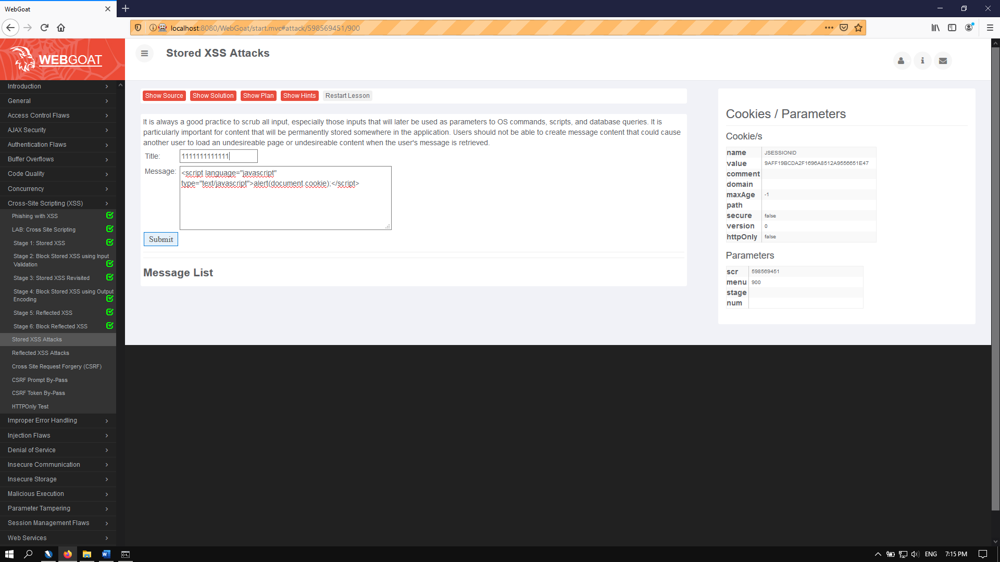 WebGoat
localhost:8080/WebGoat/start.mvc#attack/598569451/900
WEBGOAT
Stored XSS Attacks
Introduction
General
Access Control Flaws
AJAX Security
Authentication Flaws
Buffer Overflows
Code Quality
Concurrency
Cross-Site Scripting (XSS)
Phishing with XSS
LAB: Cross Site Scripting
Stage 1: Stored XSS
Stage 2: Block Stored XSS using Input
Validation
Stage 3: Stored XSS Revisited
Stage 4: Block Stored XSS using Output
Encoding
Stage 5: Reflected XSS
Stage 6: Block Reflected XSS
Stored XSS Attacks
Reflected XSS Attacks
Cross Site Request Forgery (CSRF)
CSRF Prompt By-Pass
CSRF Token By-Pass
HTTPOnly Test
Improper Error Handling
Injection Flaws
Denial of Service
Insecure Communication
Insecure Storage
Malicious Execution
Parameter Tampering
Session Management Flaws
Web Services
Show Source Show Solution Show Plan Show Hints Restart Lesson
It is always a good practice to scrub all input, especially those inputs that will later be used as parameters to OS commands, scripts, and database queries. It is
particularly important for content that will be permanently stored somewhere in the application. Users should not be able to create message content that could cause
another user to load an undesireable page or undesireable content when the user's message is retrieved.
Title: 1111111111111
Message: <script language="javascript"
type="text/javascript">alert(document.cookie);</script>
Submit
Message List
Cookies / Parameters
Cookie/s
name JSESSIONID
value 9AFF19BCDA2F1696A8512A9556651E47
comment
domain
maxAge -1
path
secure false
version 0
httpOnly false
Parameters
scr 598569451
menu 900
stage
num
ENG 7:15 PM